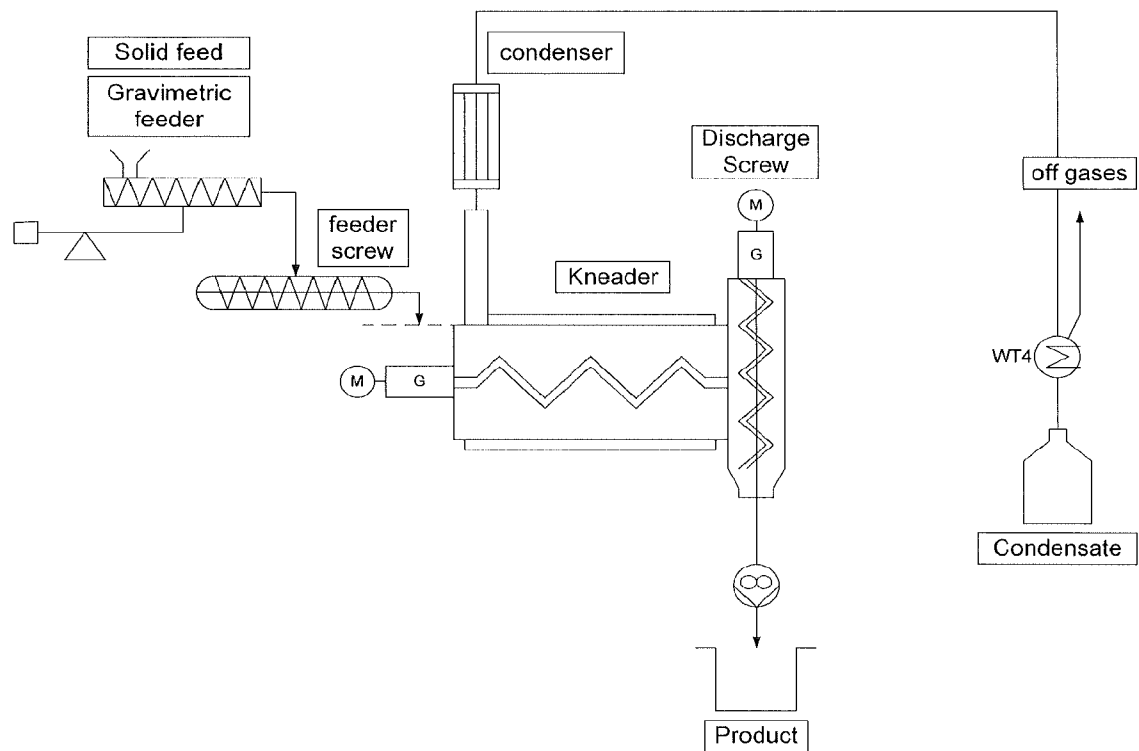 Solid feed
Gravimetric
feeder
condenser
Discharge
Screw
off gases
M
feeder
screw
G
Kneader
WT4
M
G
Condensate
Product